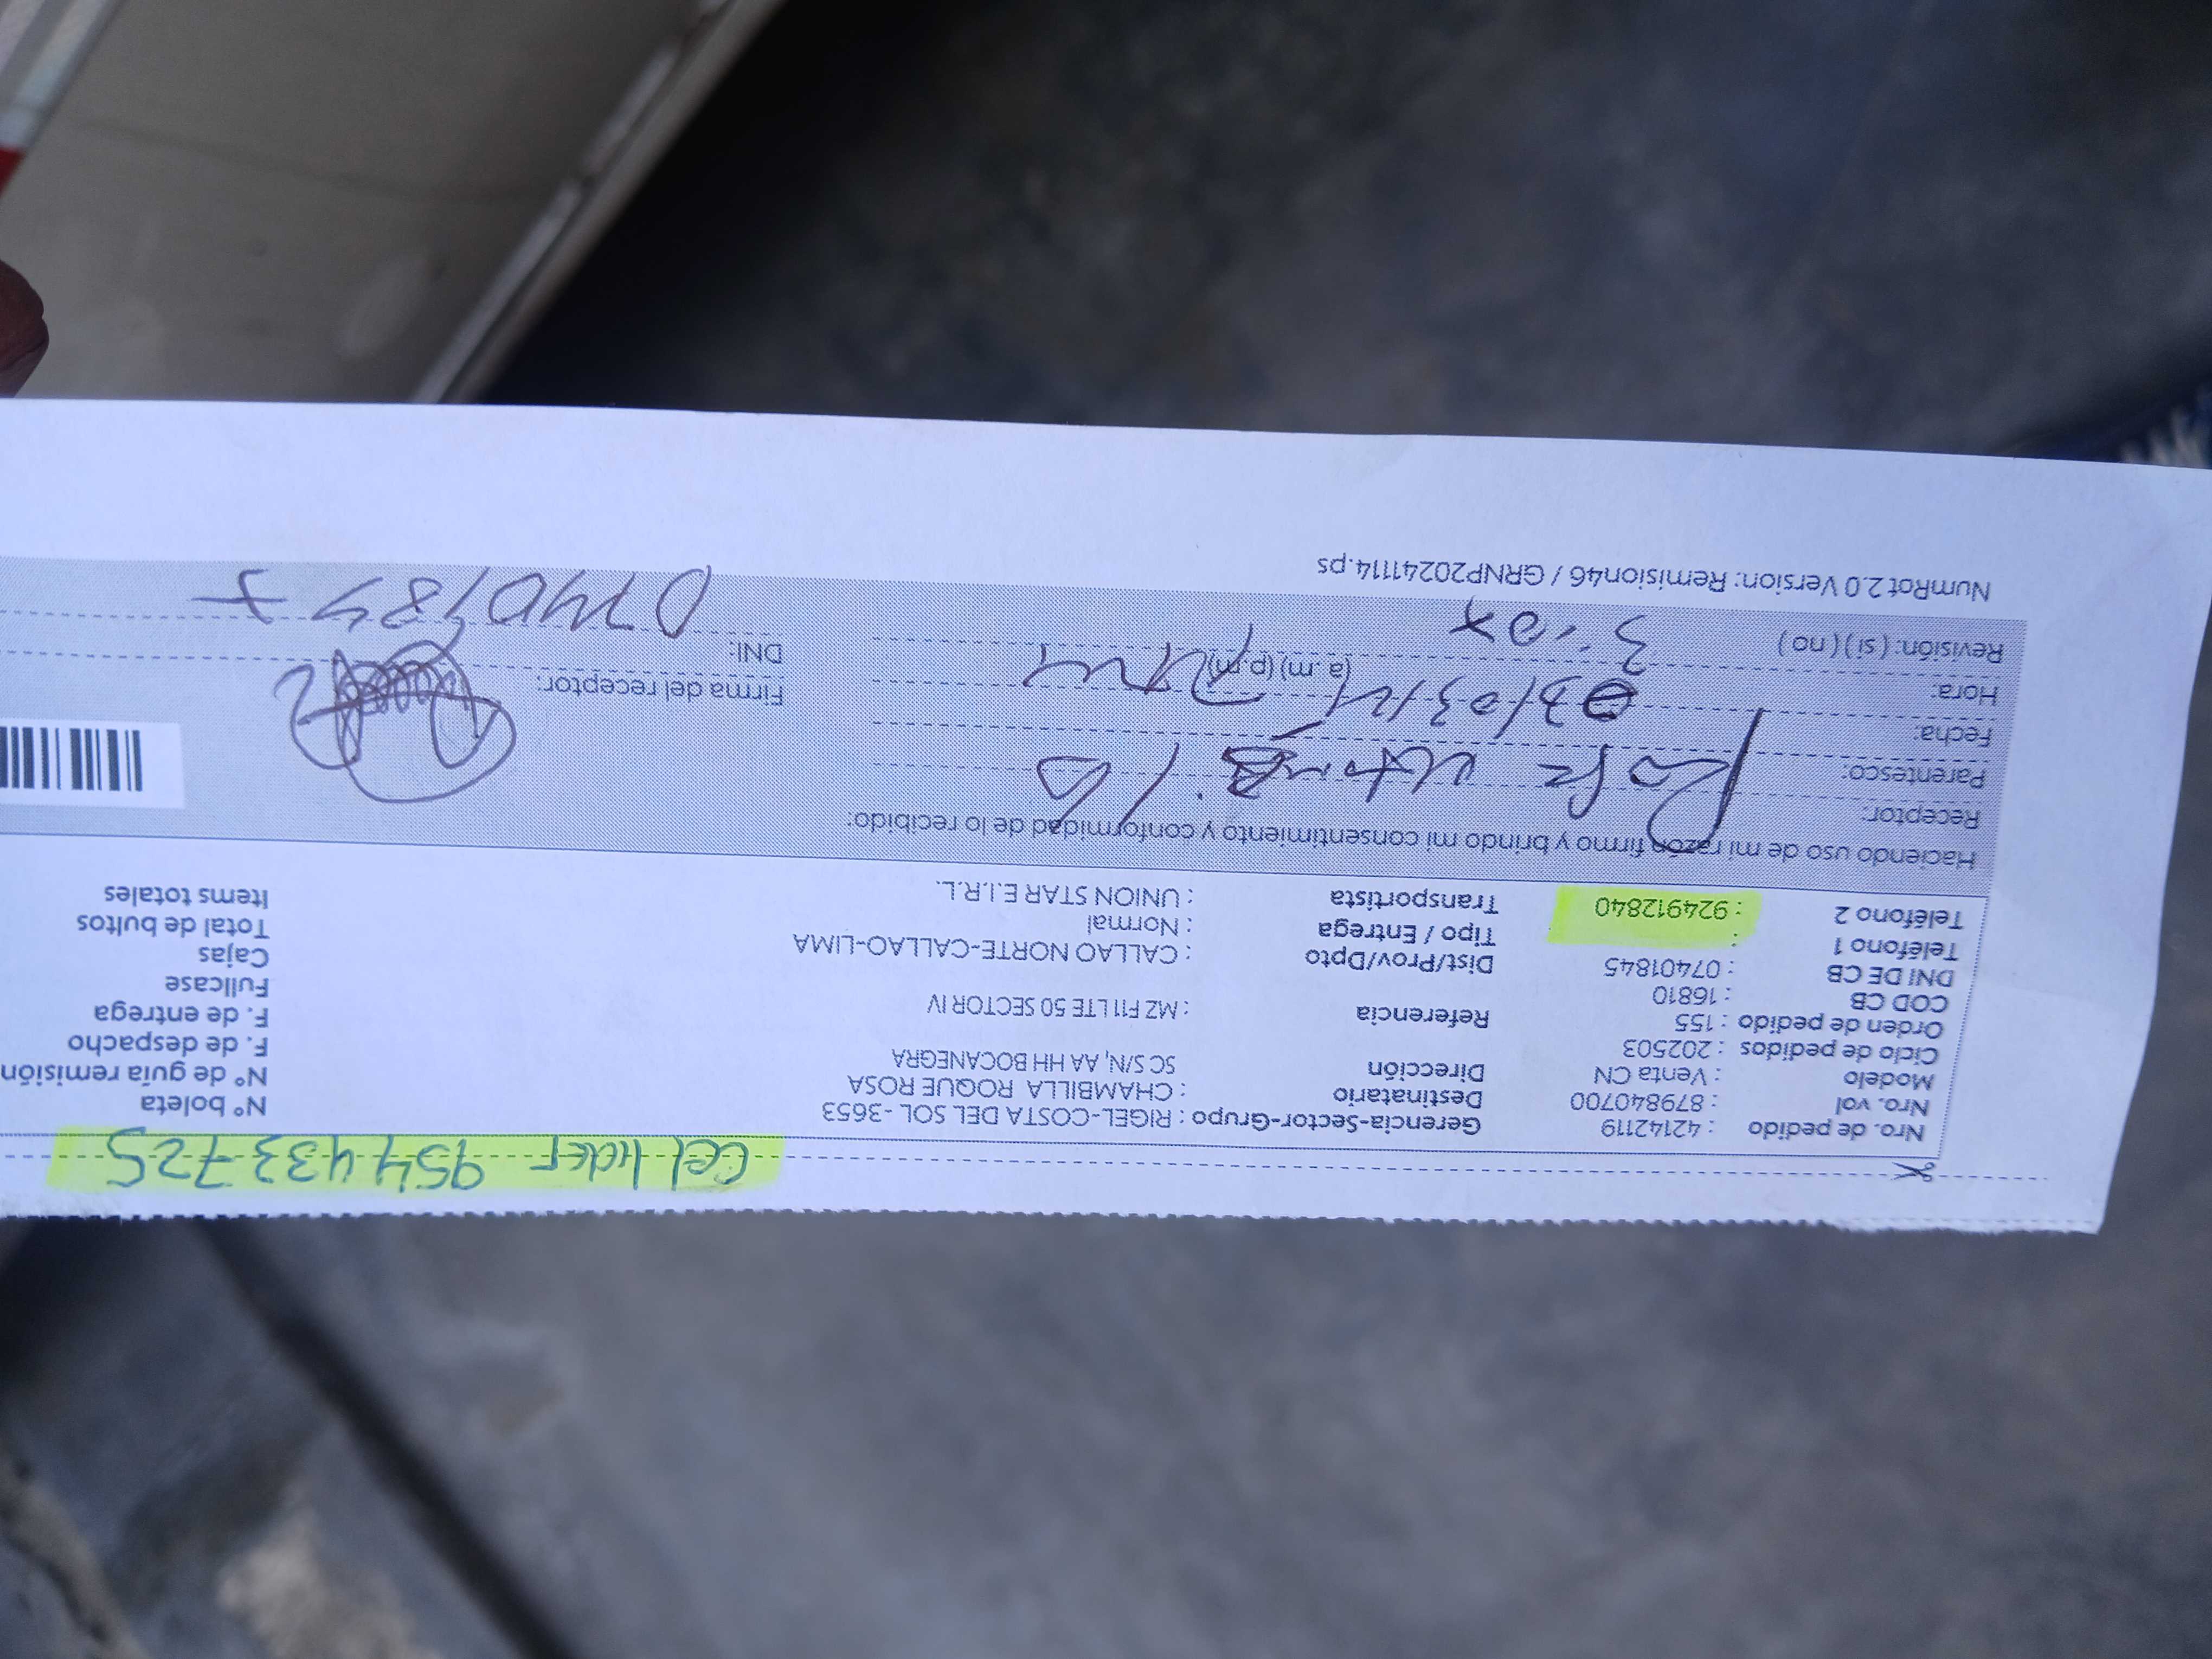 Cel lider 954 433 725
Nro. de pedido : 42142119 Gerencia-Sector-Grupo : RIGEL-COSTA DEL SOL - 3653 N° boleta
Nro. vol : 879840700 Destinatario : CHAMBILLA ROQUE ROSA N° de guía remisión
Modelo : Venta CN Dirección SC S/N, AA HH BOCANEGRA F. de despacho
Ciclo de pedidos : 202503 F. de entrega
Orden de pedido : 155 Referencia : MZ F11 LTE 50 SECTOR IV Fullcase
COD CB : 16810 Cajas
DNI DE CB : 07401845 Dist/Prov/Dpto : CALLAO NORTE-CALLAO-LIMA Total de bultos
Teléfono 1 : Tipo / Entrega : Normal Items totales
Teléfono 2 : 924912840 Transportista : UNION STAR E.I.R.L.
Haciendo uso de mi razón firmo y brindo mi consentimiento y conformidad de lo recibido:
Receptor:
Parentesco:
Fecha:
Hora: (a.m) (p.m) Firma del receptor:
Revisión: ( si ) ( no ) DNI:
NumRot 2.0 Version: Remision46 / GRNP20241114.ps